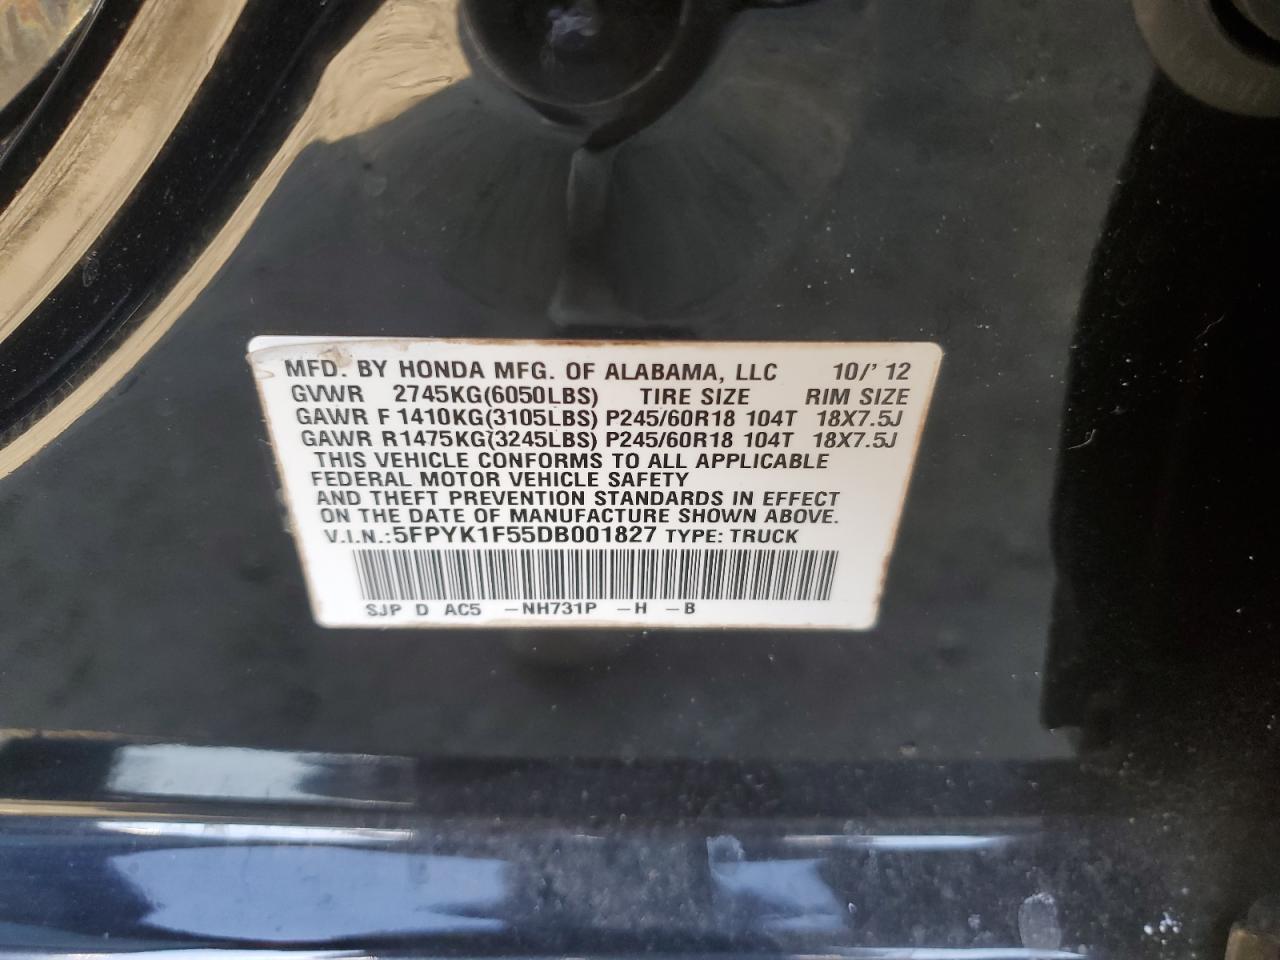 MFD. BY HONDA MFG. OF ALABAMA, LLC 10/'12
GVWR 2745KG(6050LBS) TIRE SIZE RIM SIZE
GAWR F 1410KG(3105LBS) P245/60R18 104T 18X7.5J
GAWR R1475KG(3245LBS) P245/60R18 104T 18X7.5J
THIS VEHICLE CONFORMS TO ALL APPLICABLE
FEDERAL MOTOR VEHICLE SAFETY
AND THEFT PREVENTION STANDARDS IN EFFECT
ON THE DATE OF MANUFACTURE SHOWN ABOVE.
V.I.N.:5FPYK1F55DB001827 TYPE: TRUCK
SJP D AC5 -NH731P -H -B